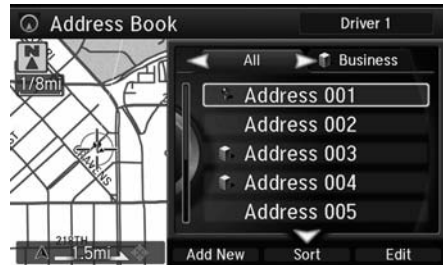 Address Book
Driver 1
N
1/8mi
All
Business
Address 001
Address 002
Address 003
Address 004
Address 005
218TH
1.5mi
Add New
Sort
Edit